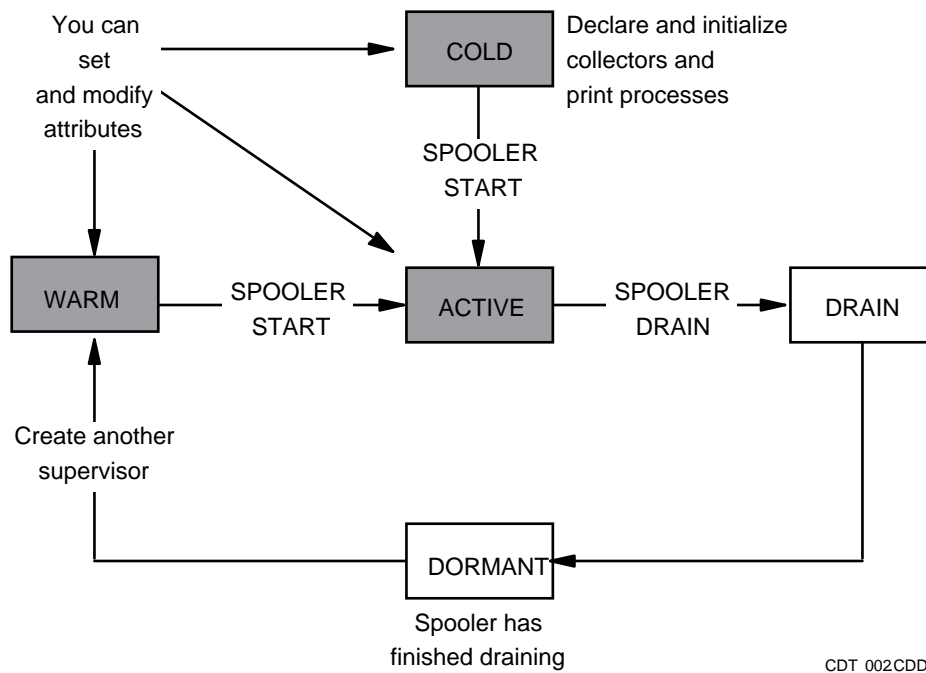 You can
set
and modify
attributes
COLD
Declare and initialize
collectors and
print processes
SPOOLER
START
WARM
SPOOLER
START
ACTIVE
SPOOLER
DRAIN
DRAIN
Create another
supervisor
DORMANT
Spooler has
finished draining
CDT 002CDD